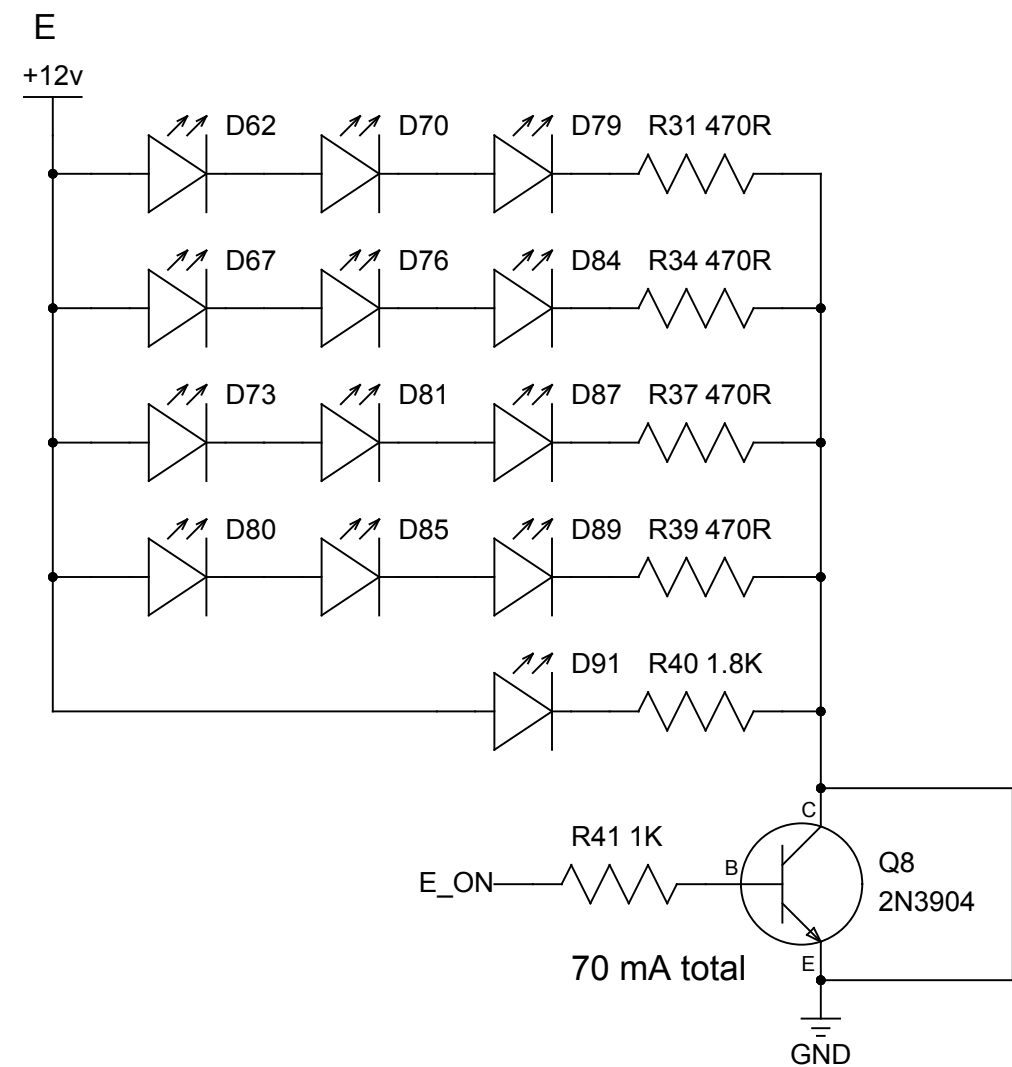 E
+12v
D62 D70 D79 R31 470R
D67 D76 D84 R34 470R
D73 D81 D87 R37 470R
D80 D85 D89 R39 470R
D91 R40 1.8K
C
R41 1K
E_ON B Q8
2N3904
70 mA total E
GND